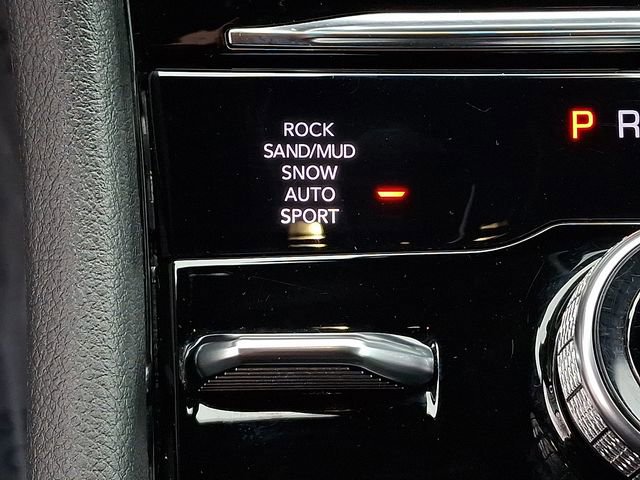 ROCK
SAND/MUD
SNOW
AUTO
SPORT
P R